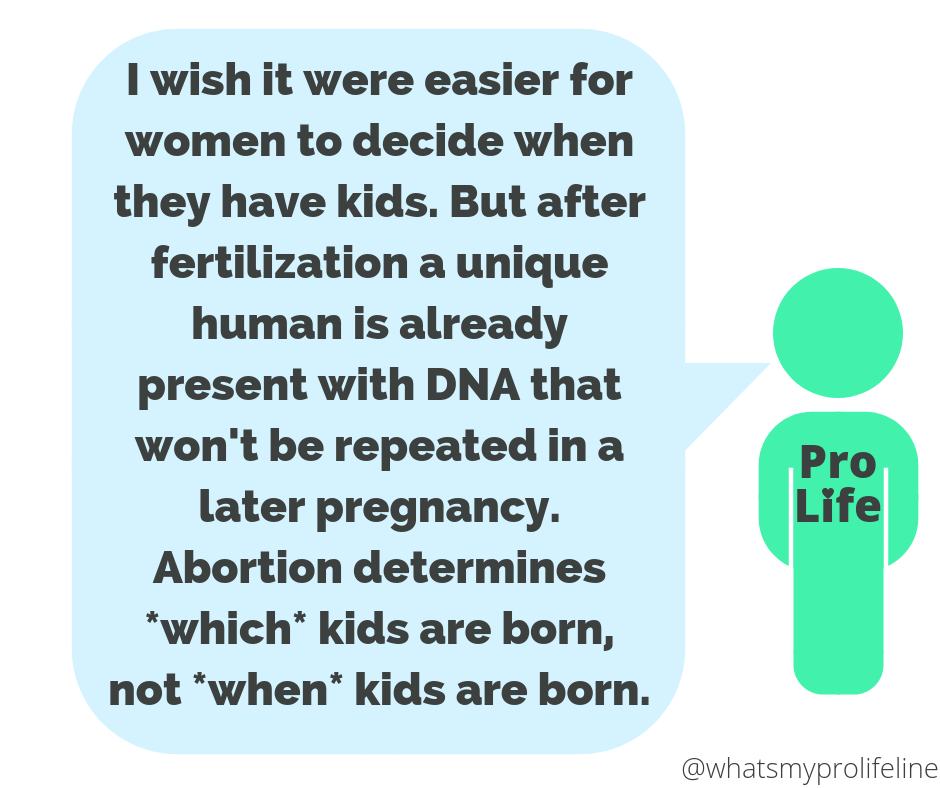 I wish it were easier for
women to decide when
they have kids. But after
fertilization a unique
human is already
present with DNA that
won't be repeated in a
later pregnancy.
Abortion determines
*which* kids are born,
not *when* kids are born.
Pro
Life
@whatsmyprolifeline